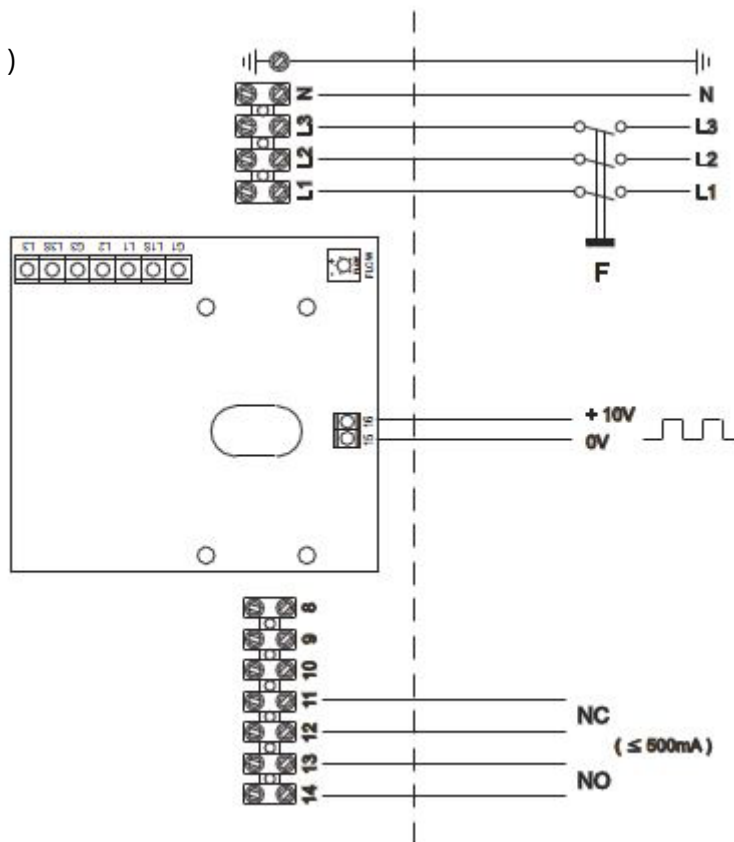 )
N N
L3 L3
L2 L2
L1 L1
F
L3 L3S G3 L2 L1 L1S G1
- +
FLOW
16 + 10V
15 0V
8
9
10
11
NC
12
( ≤ 500mA )
13
NO
14